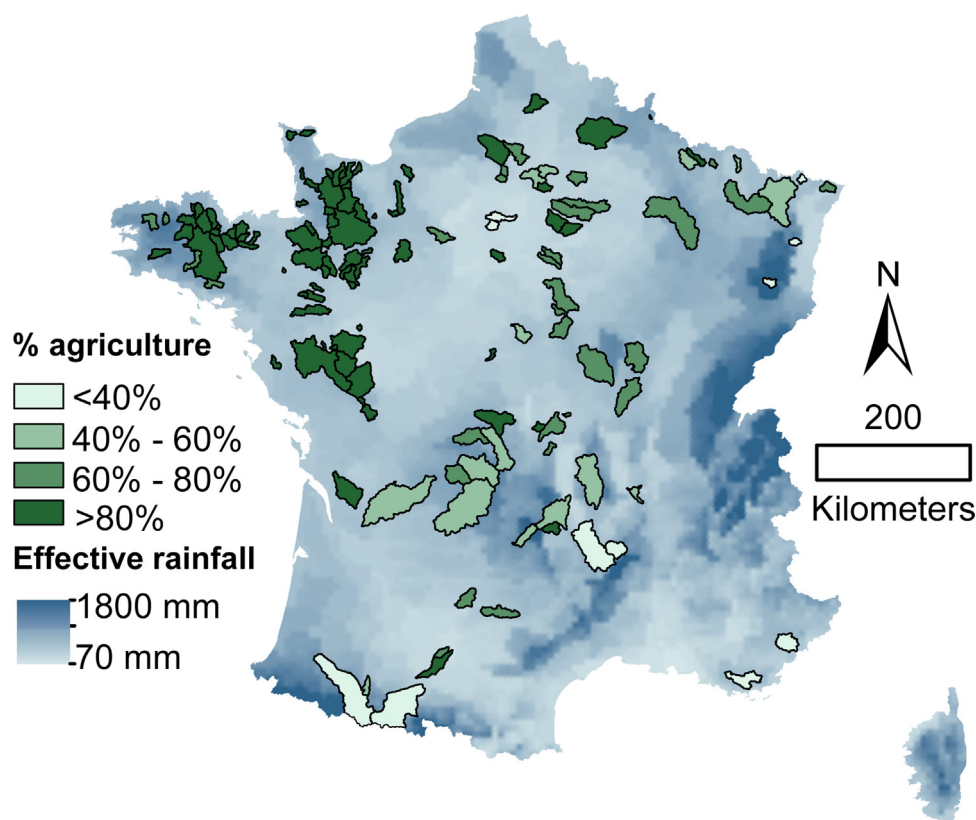 % agriculture
<40%
40% - 60%
60% - 80%
>80%
Effective rainfall
1800 mm
70 mm
N
200
Kilometers